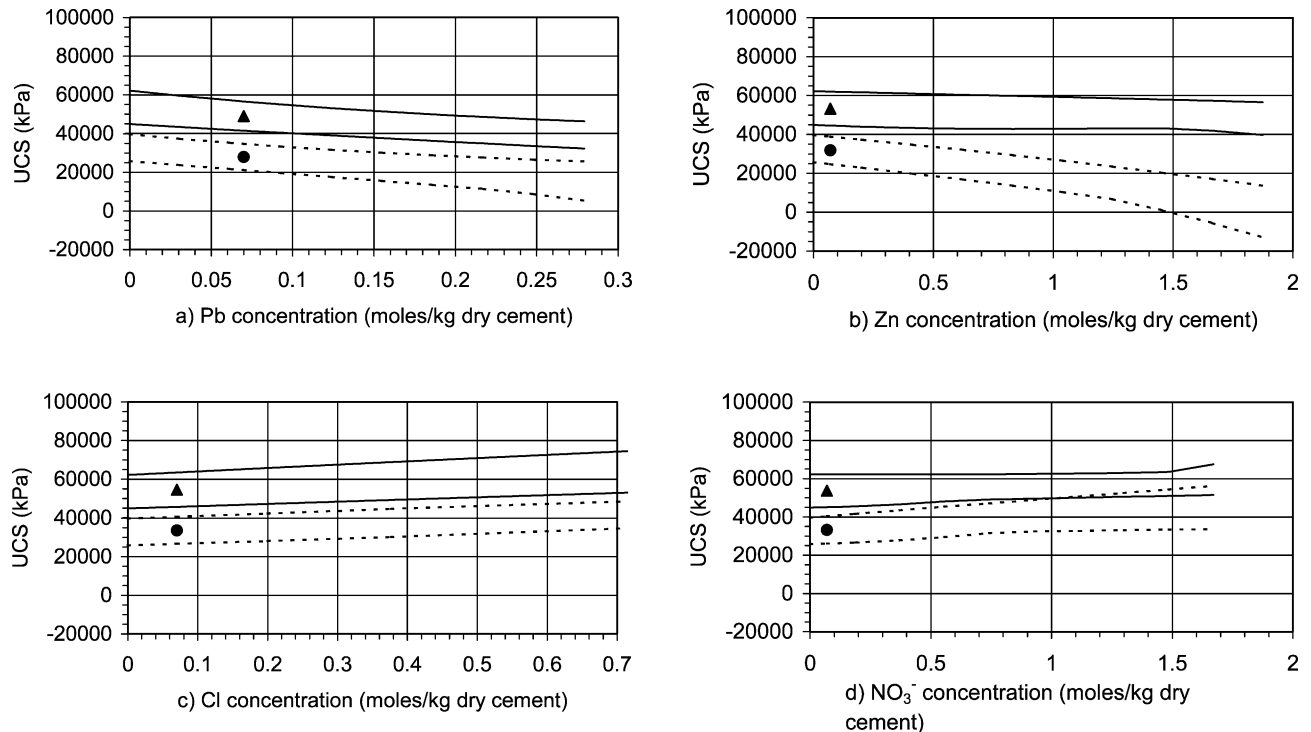 100000
80000
60000
40000
20000
0
-20000
UCS (kPa)
0 0.05 0.1 0.15 0.2 0.25 0.3
a) Pb concentration (moles/kg dry cement)
100000
80000
60000
40000
20000
0
-20000
UCS (kPa)
0 0.5 1 1.5 2
b) Zn concentration (moles/kg dry cement)
100000
80000
60000
40000
20000
0
-20000
UCS (kPa)
0 0.1 0.2 0.3 0.4 0.5 0.6 0.7
c) Cl concentration (moles/kg dry cement)
100000
80000
60000
40000
20000
0
-20000
UCS (kPa)
0 0.5 1 1.5 2
d) NO₃⁻ concentration (moles/kg dry
cement)